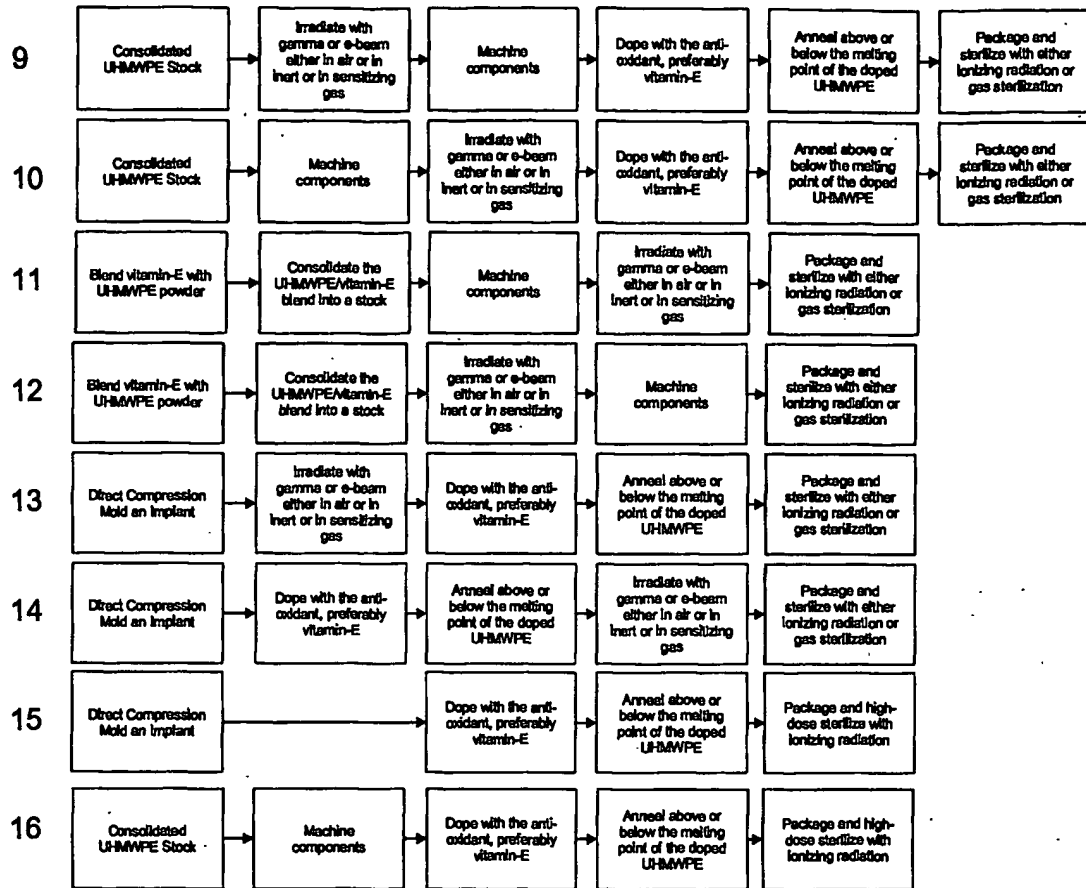 9
Consolidated
UHMWPE Stock
Irradiate with
gamma or e-beam
either in air or in
inert or in sensitizing
gas
Machine
components
Dope with the anti-
oxidant, preferably
vitamin-E
Anneal above or
below the melting
point of the doped
UHMWPE
Package and
sterilize with either
ionizing radiation or
gas sterilization
10
Consolidated
UHMWPE Stock
Machine
components
Irradiate with
gamma or e-beam
either in air or in
inert or in sensitizing
gas
Dope with the anti-
oxidant, preferably
vitamin-E
Anneal above or
below the melting
point of the doped
UHMWPE
Package and
sterilize with either
ionizing radiation or
gas sterilization
11
Blend vitamin-E with
UHMWPE powder
Consolidate the
UHMWPE/vitamin-E
blend into a stock
Machine
components
Irradiate with
gamma or e-beam
either in air or in
inert or in sensitizing
gas
Package and
sterilize with either
ionizing radiation or
gas sterilization
12
Blend vitamin-E with
UHMWPE powder
Consolidate the
UHMWPE/vitamin-E
blend into a stock
Irradiate with
gamma or e-beam
either in air or in
inert or in sensitizing
gas
Machine
components
Package and
sterilize with either
ionizing radiation or
gas sterilization
13
Direct Compression
Mold an Implant
Irradiate with
gamma or e-beam
either in air or in
inert or in sensitizing
gas
Dope with the anti-
oxidant, preferably
vitamin-E
Anneal above or
below the melting
point of the doped
UHMWPE
Package and
sterilize with either
ionizing radiation or
gas sterilization
14
Direct Compression
Mold an Implant
Dope with the anti-
oxidant, preferably
vitamin-E
Anneal above or
below the melting
point of the doped
UHMWPE
Irradiate with
gamma or e-beam
either in air or in
inert or in sensitizing
gas
Package and
sterilize with either
ionizing radiation or
gas sterilization
15
Direct Compression
Mold an Implant
Dope with the anti-
oxidant, preferably
vitamin-E
Anneal above or
below the melting
point of the doped
UHMWPE
Package and high-
dose sterilize with
ionizing radiation
16
Consolidated
UHMWPE Stock
Machine
components
Dope with the anti-
oxidant, preferably
vitamin-E
Anneal above or
below the melting
point of the doped
UHMWPE
Package and high-
dose sterilize with
ionizing radiation